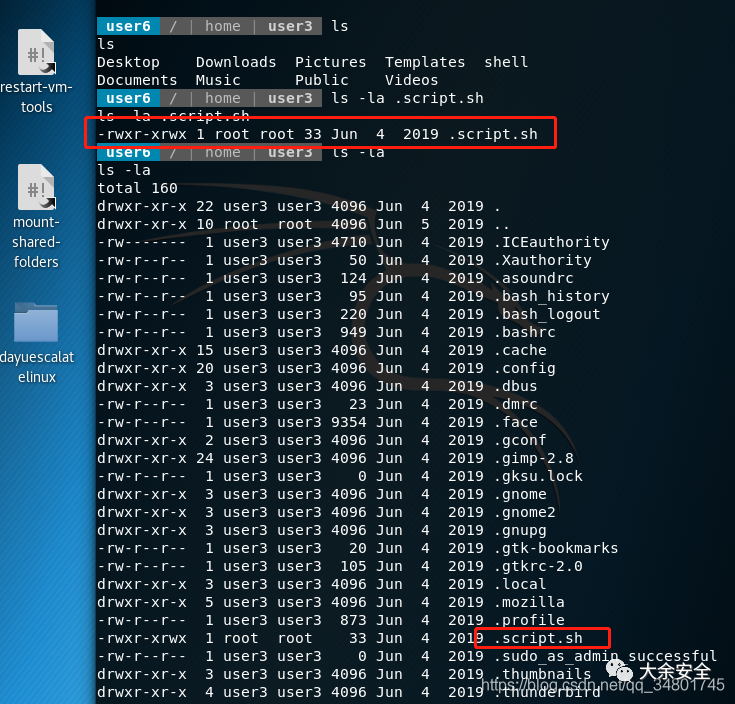 restart-vm-
tools
mount-
shared-
folders
dayuescalat
elinux
user6 / | home | user3 ls
ls
Desktop Downloads Pictures Templates shell
Documents Music Public Videos
user6 / | home | user3 ls -la .script.sh
ls -la .script.sh
-rwxr-xrwx 1 root root 33 Jun 4 2019 .script.sh
user6 / | home | user3 ls -la
ls -la
total 160
drwxr-xr-x 22 user3 user3 4096 Jun 4 2019 .
drwxr-xr-x 10 root root 4096 Jun 5 2019 ..
-rw------- 1 user3 user3 4710 Jun 4 2019 .ICEauthority
-rw-r--r-- 1 user3 user3 50 Jun 4 2019 .Xauthority
-rw-r--r-- 1 user3 user3 124 Jun 4 2019 .asoundrc
-rw-r--r-- 1 user3 user3 95 Jun 4 2019 .bash_history
-rw-r--r-- 1 user3 user3 220 Jun 4 2019 .bash_logout
-rw-r--r-- 1 user3 user3 949 Jun 4 2019 .bashrc
drwxr-xr-x 15 user3 user3 4096 Jun 4 2019 .cache
drwxr-xr-x 20 user3 user3 4096 Jun 4 2019 .config
drwxr-xr-x 3 user3 user3 4096 Jun 4 2019 .dbus
-rw-r--r-- 1 user3 user3 23 Jun 4 2019 .dmrc
-rw-r--r-- 1 user3 user3 9354 Jun 4 2019 .face
drwxr-xr-x 2 user3 user3 4096 Jun 4 2019 .gconf
drwxr-xr-x 24 user3 user3 4096 Jun 4 2019 .gimp-2.8
-rw-r--r-- 1 user3 user3 0 Jun 4 2019 .gksu.lock
drwxr-xr-x 3 user3 user3 4096 Jun 4 2019 .gnome
drwxr-xr-x 3 user3 user3 4096 Jun 4 2019 .gnome2
drwxr-xr-x 3 user3 user3 4096 Jun 4 2019 .gnupg
-rw-r--r-- 1 user3 user3 20 Jun 4 2019 .gtk-bookmarks
-rw-r--r-- 1 user3 user3 105 Jun 4 2019 .gtkrc-2.0
drwxr-xr-x 3 user3 user3 4096 Jun 4 2019 .local
drwxr-xr-x 5 user3 user3 4096 Jun 4 2019 .mozilla
-rw-r--r-- 1 user3 user3 873 Jun 4 2019 .profile
-rwxr-xrwx 1 root root 33 Jun 4 2019 .script.sh
-rw-r--r-- 1 user3 user3 0 Jun 4 2019 .sudo_as_admin_successful
drwxr-xr-x 3 user3 user3 4096 Jun 4 2019 .thumbnails
drwxr-xr-x 4 user3 user3 4096 Jun 4 2019 .thunderbird
大余安全
https://blog.csdn.net/qq_34801745